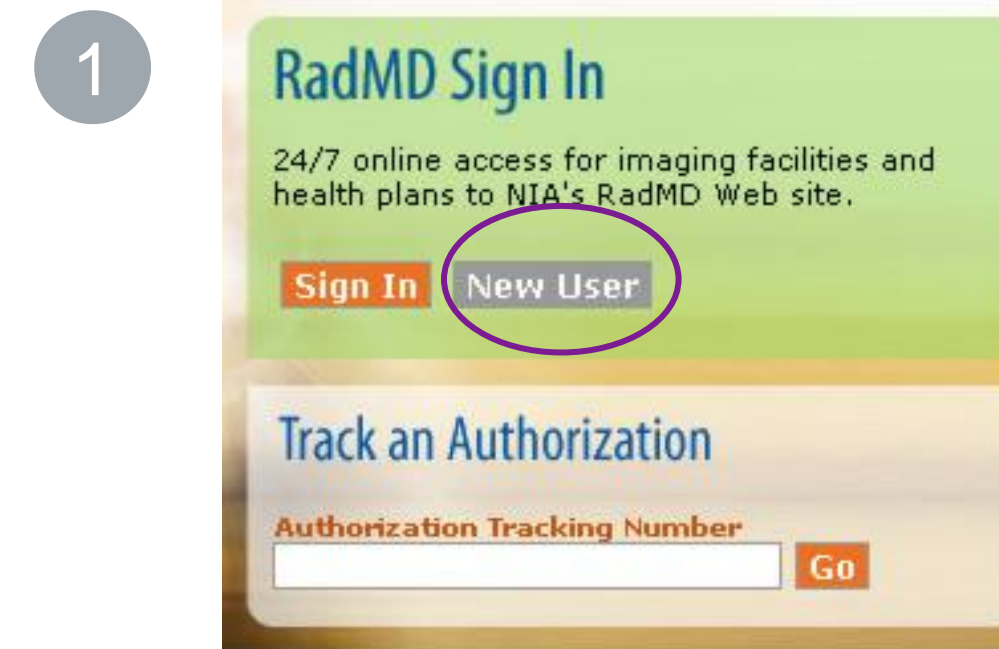 1
RadMD Sign In
24/7 online access for imaging facilities and
health plans to NIA's RadMD Web site.
Sign In New User
Track an Authorization
Authorization Tracking Number
Go